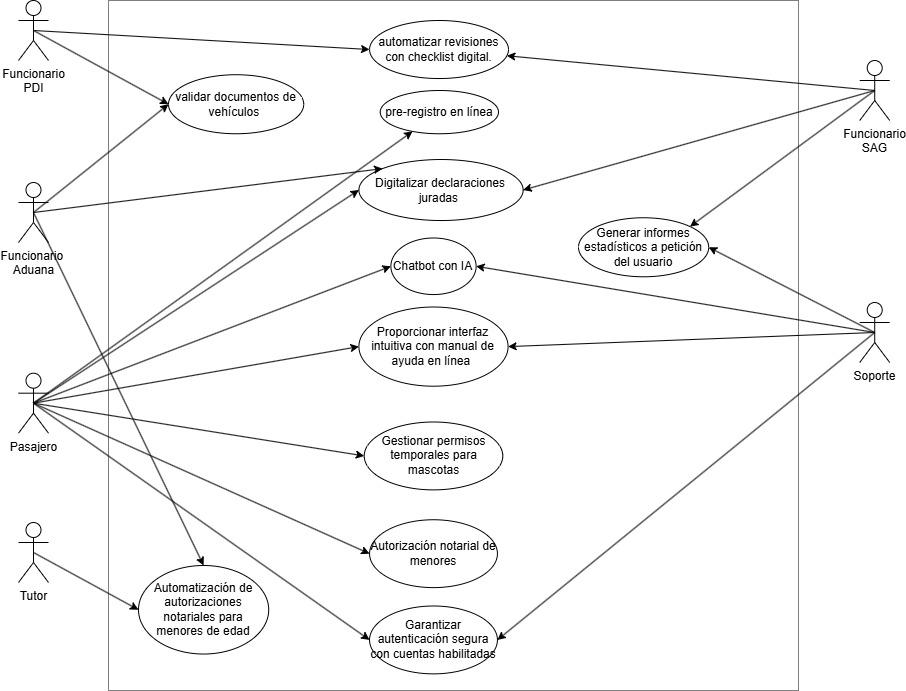 Funcionario
PDI
automatizar revisiones
con checklist digital.
validar documentos de
vehículos
pre-registro en línea
Funcionario
SAG
Digitalizar declaraciones
juradas
Funcionario
Aduana
Generar informes
estadísticos a petición
del usuario
Chatbot con IA
Proporcionar interfaz
intuitiva con manual de
ayuda en línea
Soporte
Pasajero
Gestionar permisos
temporales para
mascotas
Autorización notarial de
menores
Tutor
Automatización de
autorizaciones
notariales para
menores de edad
Garantizar
autenticación segura
con cuentas habilitadas